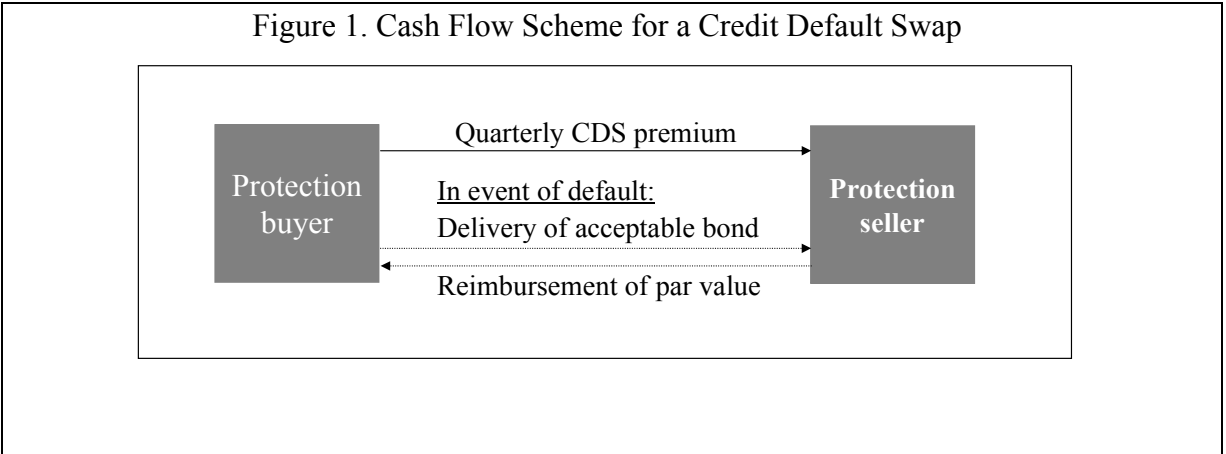 Figure 1. Cash Flow Scheme for a Credit Default Swap
Quarterly CDS premium
Protection
buyer
In event of default:
Delivery of acceptable bond
Reimbursement of par value
Protection
seller